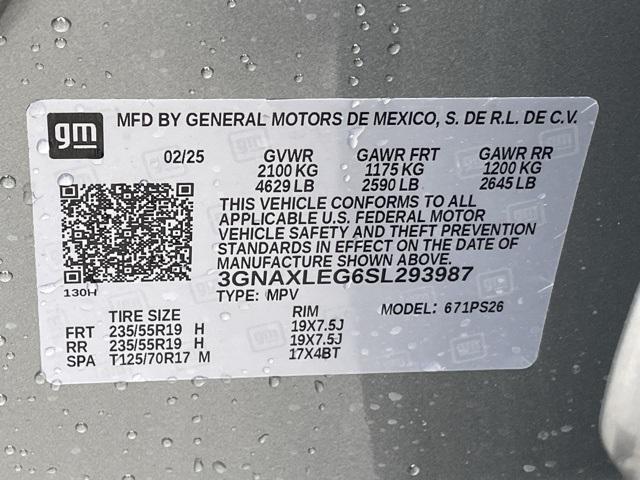 gm
MFD BY GENERAL MOTORS DE MEXICO, S. DE R.L. DE C.V.
02/25 GVWR GAWR FRT GAWR RR
2100 KG 1175 KG 1200 KG
4629 LB 2590 LB 2645 LB
THIS VEHICLE CONFORMS TO ALL
APPLICABLE U.S. FEDERAL MOTOR
VEHICLE SAFETY AND THEFT PREVENTION
STANDARDS IN EFFECT ON THE DATE OF
MANUFACTURE SHOWN ABOVE.
3GNAXLEG6SL293987
130H
TYPE: MPV
MODEL: 671PS26
TIRE SIZE RIM
FRT 235/55R19 H 19X7.5J
RR 235/55R19 H 19X7.5J
SPA T125/70R17 M 17X4BT